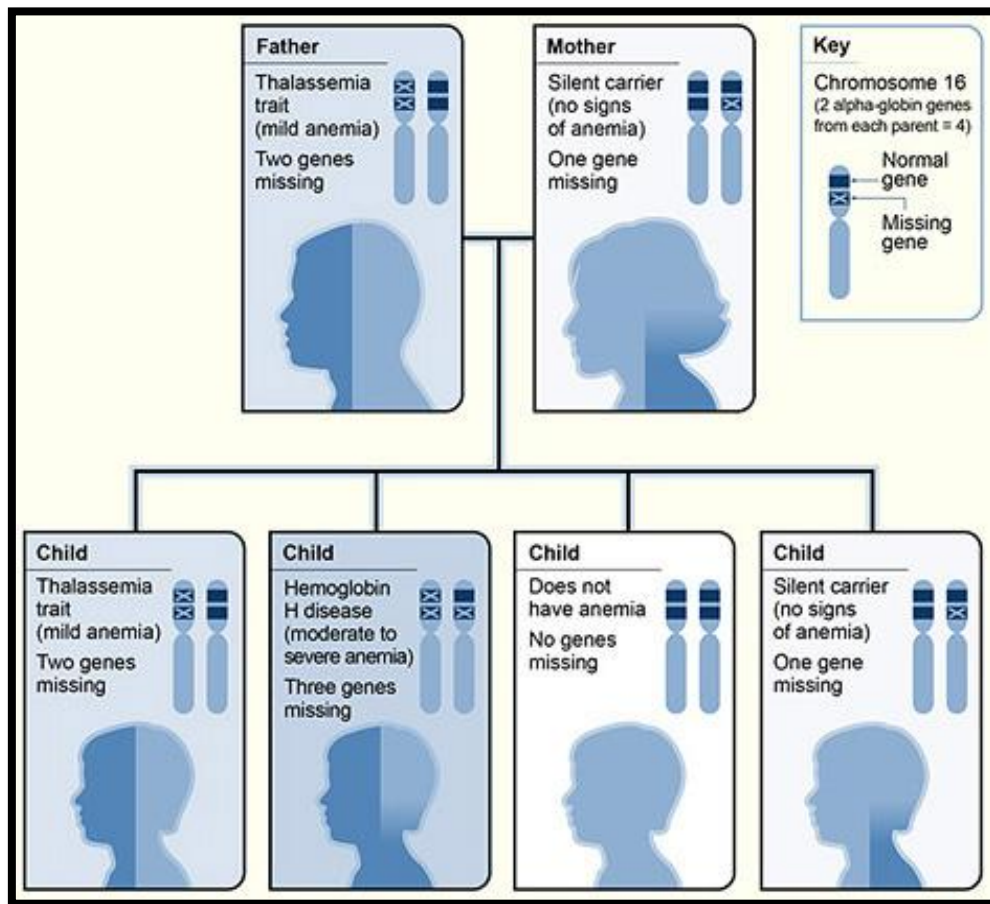 Father
Thalassemia
trait
(mild anemia)
Two genes
missing
Mother
Silent carrier
(no signs
of anemia)
One gene
missing
Key
Chromosome 16
(2 alpha-globin genes
from each parent = 4)
Normal
gene
Missing
gene
Child
Thalassemia
trait
(mild anemia)
Two genes
missing
Child
Hemoglobin
H disease
(moderate to
severe anemia)
Three genes
missing
Child
Does not
have anemia
No genes
missing
Child
Silent carrier
(no signs
of anemia)
One gene
missing